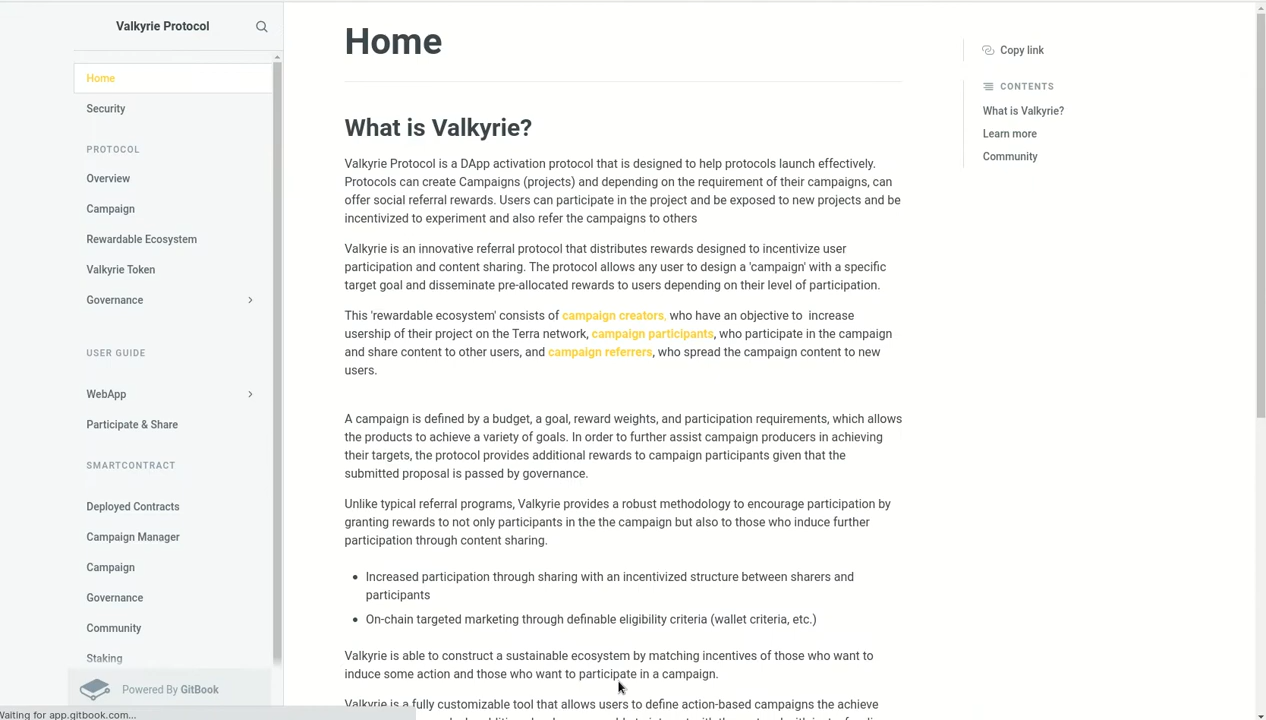 Valkyrie Protocol
Home
Security
PROTOCOL
Overview
Campaign
Rewardable Ecosystem
Valkyrie Token
Governance
USER GUIDE
WebApp
Participate & Share
SMARTCONTRACT
Deployed Contracts
Campaign Manager
Campaign
Governance
Community
Staking
Powered By GitBook
Waiting for app.gitbook.com...
Home
What is Valkyrie?
Valkyrie Protocol is a DApp activation protocol that is designed to help protocols launch effectively.
Protocols can create Campaigns (projects) and depending on the requirement of their campaigns, can
offer social referral rewards. Users can participate in the project and be exposed to new projects and be
incentivized to experiment and also refer the campaigns to others
Valkyrie is an innovative referral protocol that distributes rewards designed to incentivize user
participation and content sharing. The protocol allows any user to design a 'campaign' with a specific
target goal and disseminate pre-allocated rewards to users depending on their level of participation.
This 'rewardable ecosystem' consists of campaign creators, who have an objective to increase
usership of their project on the Terra network, campaign participants, who participate in the campaign
and share content to other users, and campaign referrers, who spread the campaign content to new
users.
A campaign is defined by a budget, a goal, reward weights, and participation requirements, which allows
the products to achieve a variety of goals. In order to further assist campaign producers in achieving
their targets, the protocol provides additional rewards to campaign participants given that the
submitted proposal is passed by governance.
Unlike typical referral programs, Valkyrie provides a robust methodology to encourage participation by
granting rewards to not only participants in the the campaign but also to those who induce further
participation through content sharing.
• Increased participation through sharing with an incentivized structure between sharers and
participants
• On-chain targeted marketing through definable eligibility criteria (wallet criteria, etc.)
Valkyrie is able to construct a sustainable ecosystem by matching incentives of those who want to
induce some action and those who want to participate in a campaign.
Valkyrie is a fully customizable tool that allows users to define action-based campaigns the achieve
Copy link
CONTENTS
What is Valkyrie?
Learn more
Community